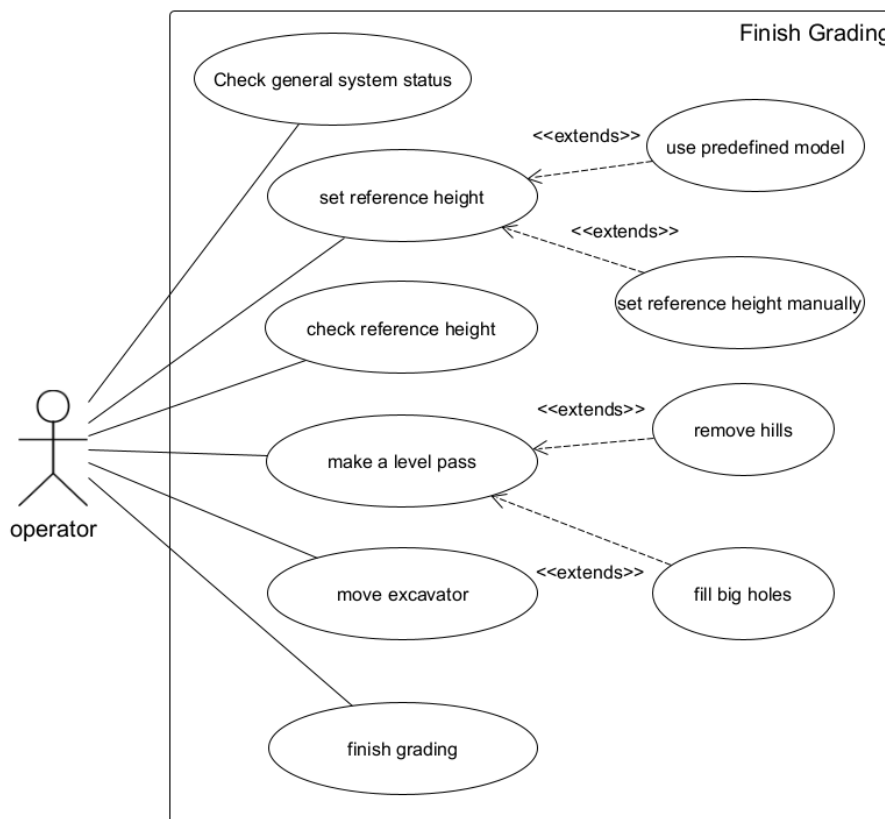 Finish Grading
Check general system status
<<extends>>
use predefined model
set reference height
<<extends>>
set reference height manually
check reference height
<<extends>>
remove hills
make a level pass
operator
<<extends>>
move excavator
fill big holes
finish grading